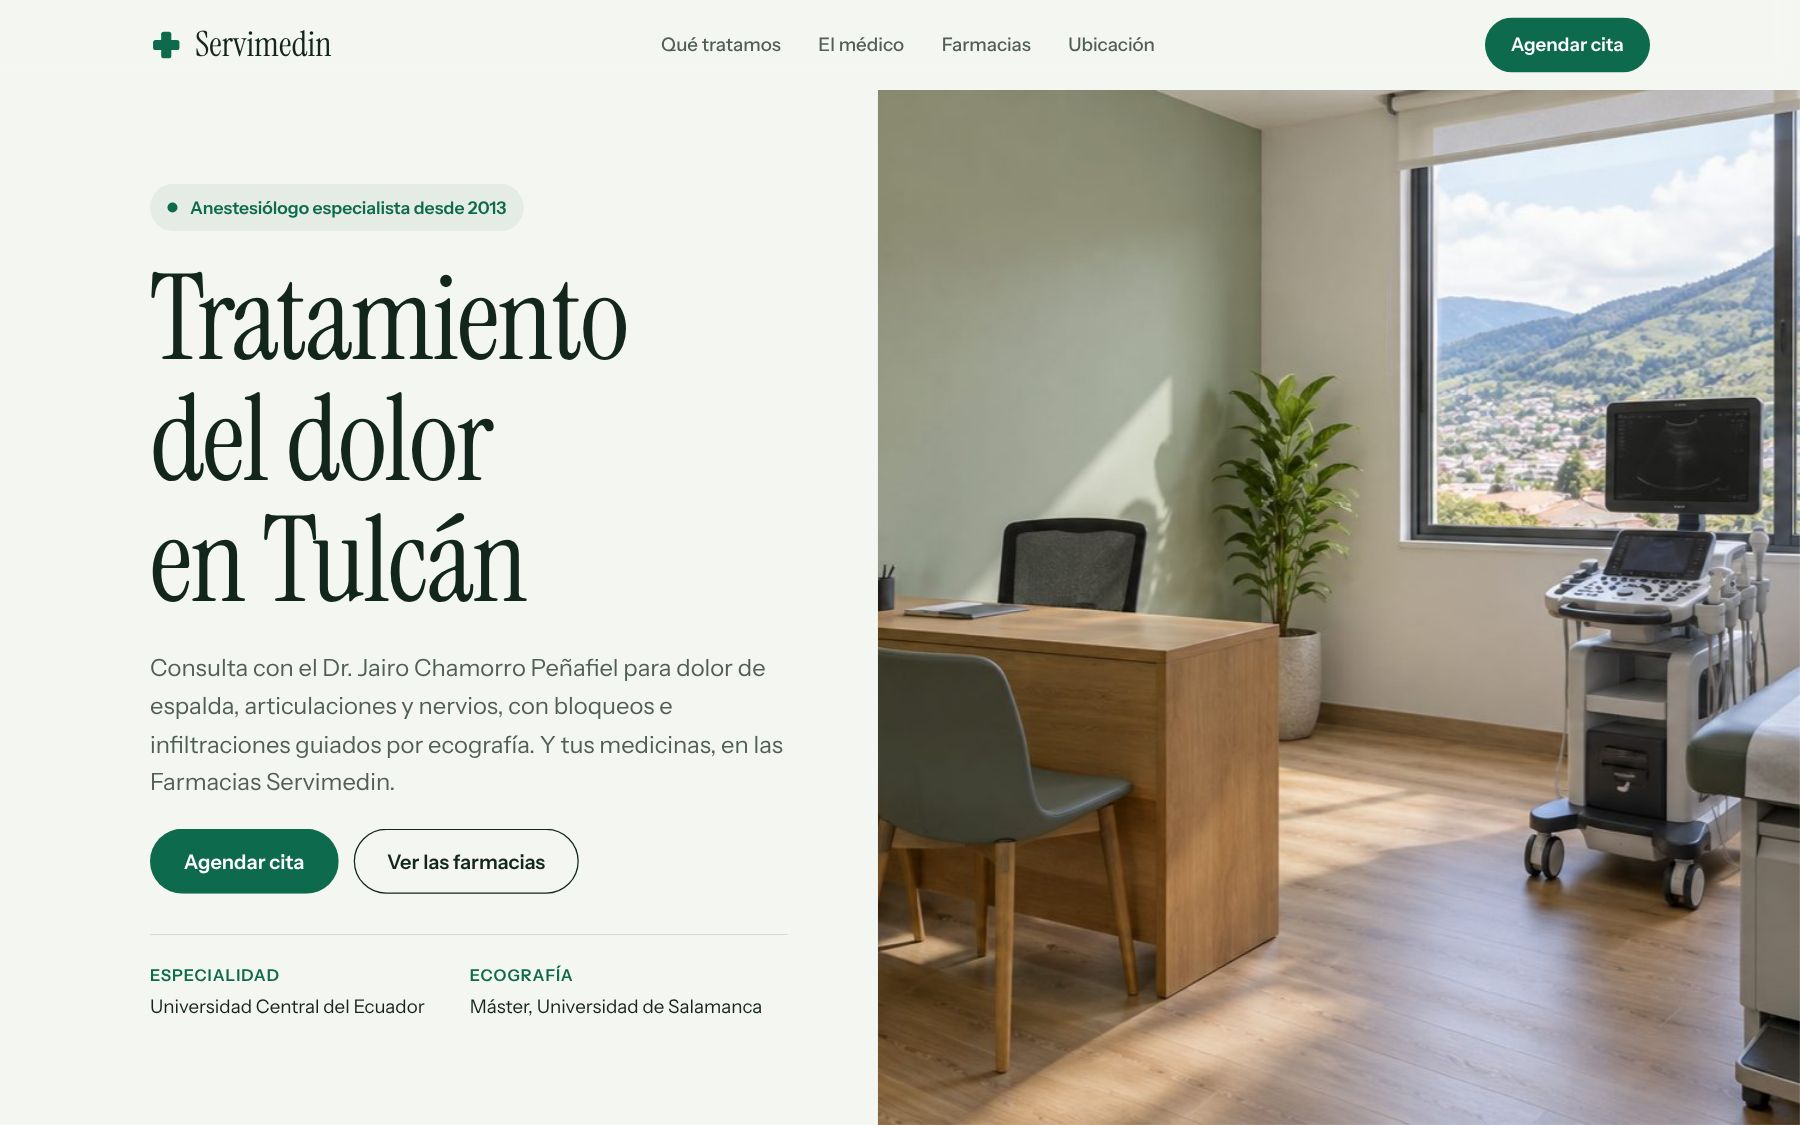 Servimedin
Qué tratamos
El médico
Farmacias
Ubicación
Agendar cita
Anestesiólogo especialista desde 2013
Tratamiento
del dolor
en Tulcán
Consulta con el Dr. Jairo Chamorro Peñafiel para dolor de
espalda, articulaciones y nervios, con bloqueos e
infiltraciones guiados por ecografía. Y tus medicinas, en las
Farmacias Servimedin.
Agendar cita
Ver las farmacias
ESPECIALIDAD
Universidad Central del Ecuador
ECOGRAFÍA
Máster, Universidad de Salamanca